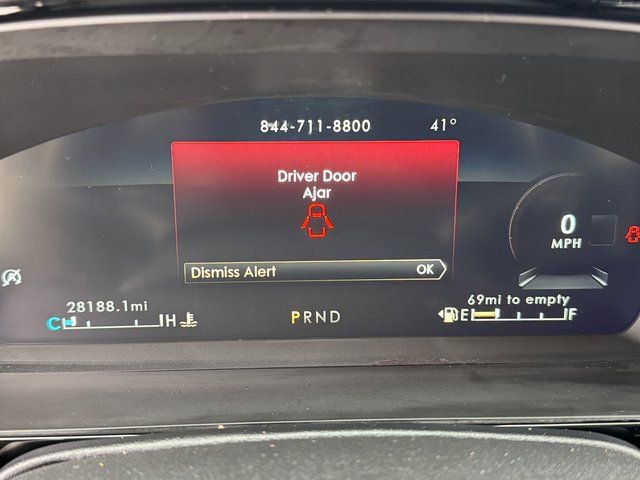 844-711-8800 41°
Driver Door
Ajar
Dismiss Alert OK
0
MPH
28188.1mi
C H
PRND
69mi to empty
E F